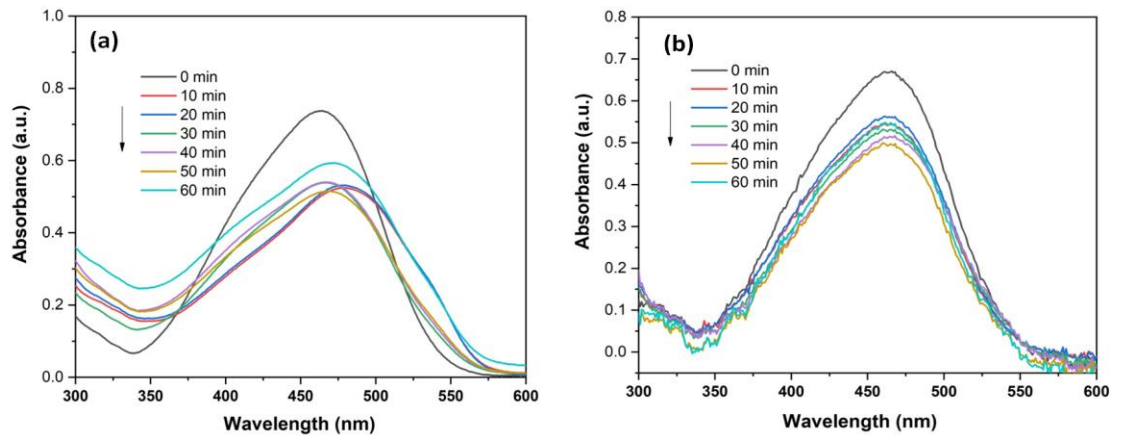 (a)
0 min
10 min
20 min
30 min
40 min
50 min
60 min
1.0
0.8
0.6
0.4
0.2
0.0
Absorbance (a.u.)
300 350 400 450 500 550 600
Wavelength (nm)
(b)
0 min
10 min
20 min
30 min
40 min
50 min
60 min
0.8
0.7
0.6
0.5
0.4
0.3
0.2
0.1
0.0
Absorbance (a.u.)
300 350 400 450 500 550 600
Wavelength (nm)